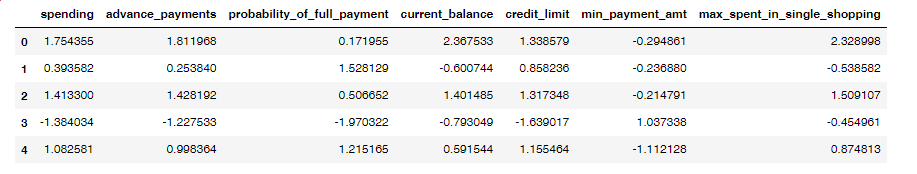 spending advance_payments probability_of_full_payment current_balance credit_limit min_payment_amt max_spent_in_single_shopping
0 1.754355 1.811968 0.171955 2.367533 1.338579 -0.294861 2.328998
1 0.393582 0.253840 1.528129 -0.600744 0.858236 -0.236880 -0.538582
2 1.413300 1.428192 0.506652 1.401485 1.317348 -0.214791 1.509107
3 -1.384034 -1.227533 -1.970322 -0.793049 -1.639017 1.037338 -0.454961
4 1.082581 0.998364 1.215165 0.591544 1.155464 -1.112128 0.874813